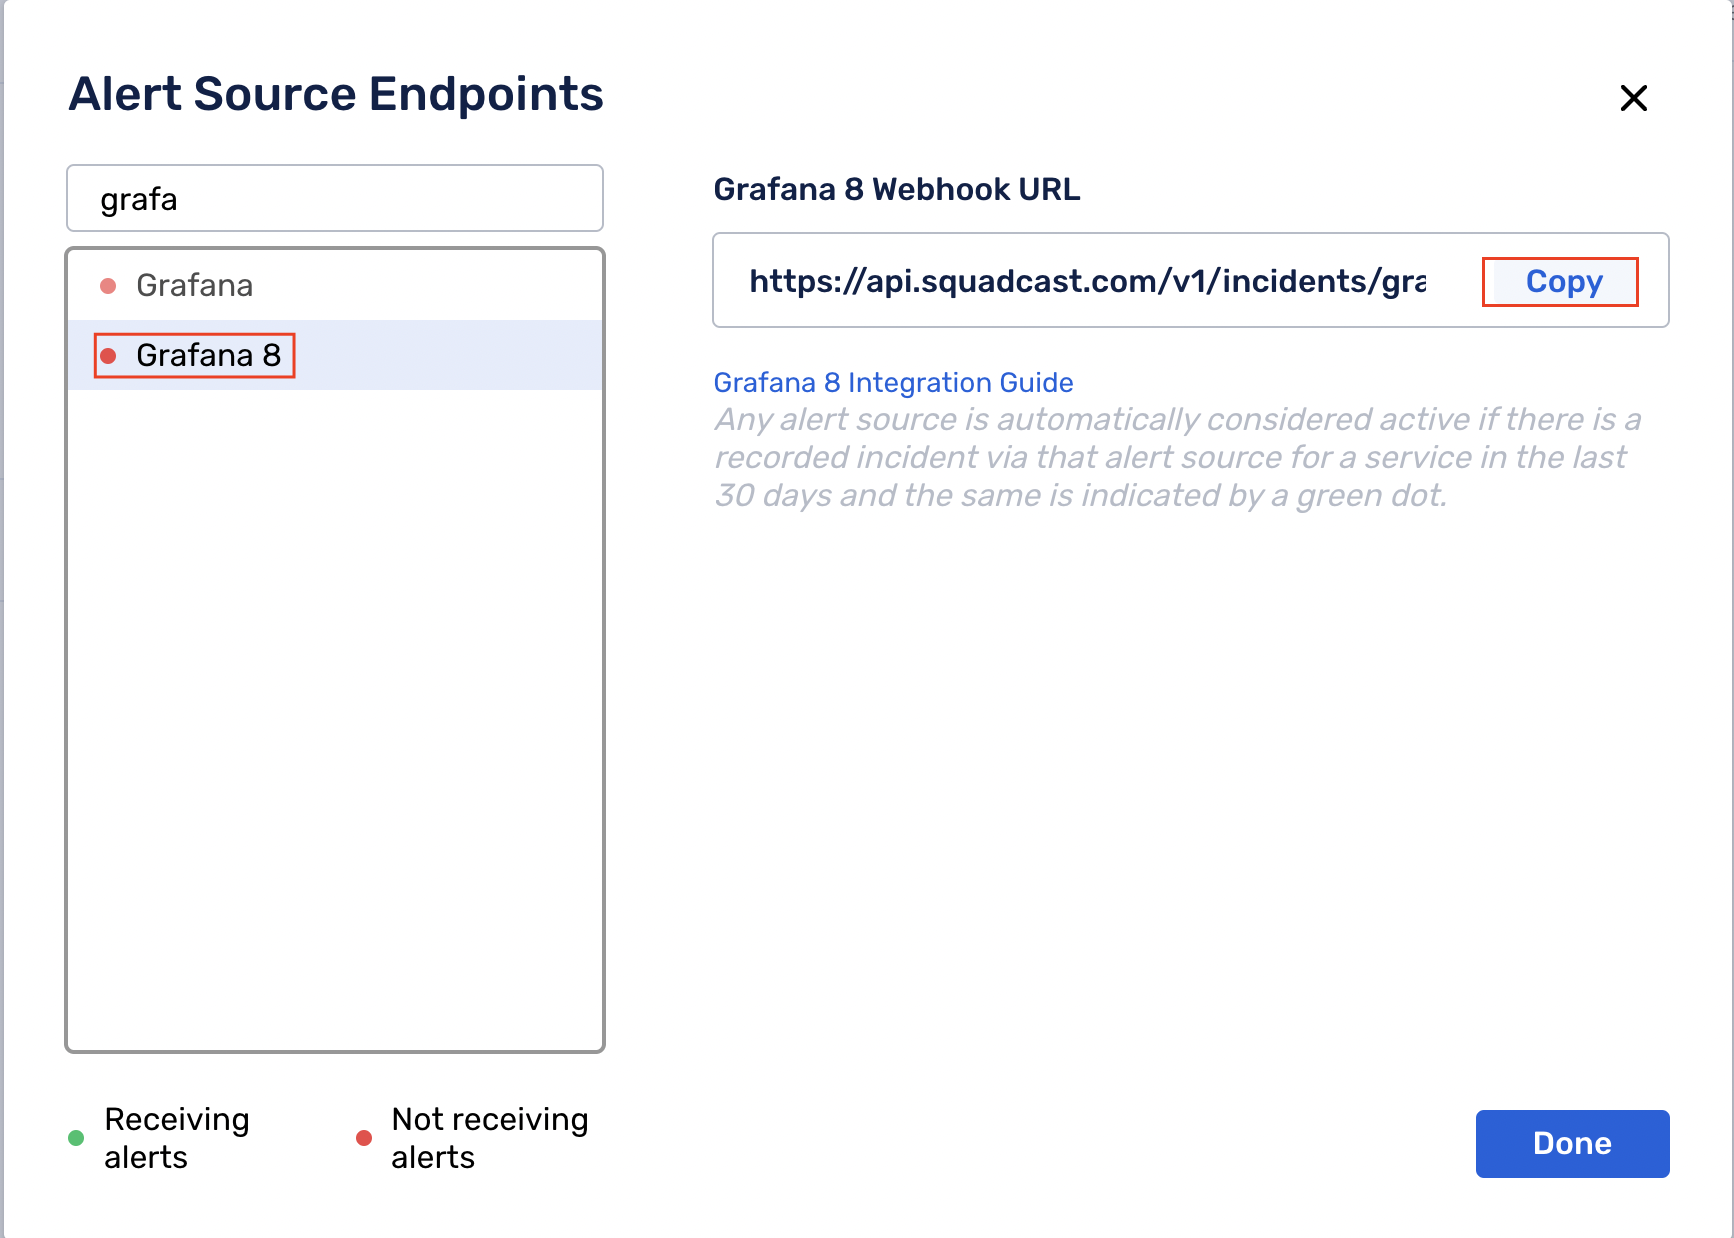 Alert Source Endpoints
grafa
Grafana
Grafana 8
Receiving
alerts
Not receiving
alerts
Grafana 8 Webhook URL
https://api.squadcast.com/v1/incidents/gra
Copy
Grafana 8 Integration Guide
Any alert source is automatically considered active if there is a
recorded incident via that alert source for a service in the last
30 days and the same is indicated by a green dot.
Done